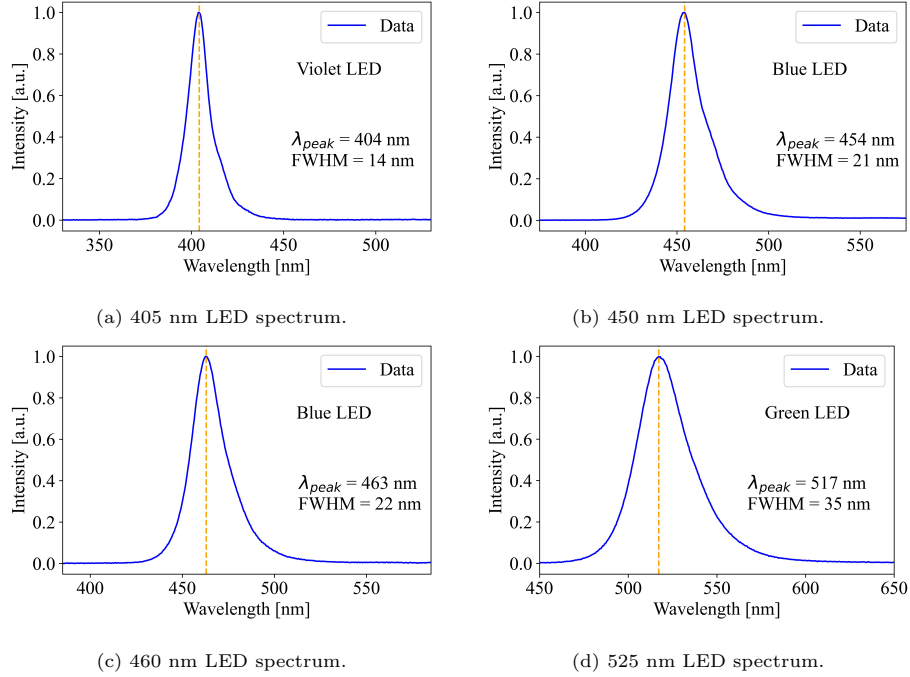 Data
Violet LED
λpeak = 404 nm
FWHM = 14 nm
Intensity [a.u.]
1.0
0.8
0.6
0.4
0.2
0.0
350 400 450 500
Wavelength [nm]
(a) 405 nm LED spectrum.
Data
Blue LED
λpeak = 454 nm
FWHM = 21 nm
Intensity [a.u.]
1.0
0.8
0.6
0.4
0.2
0.0
400 450 500 550
Wavelength [nm]
(b) 450 nm LED spectrum.
Data
Blue LED
λpeak = 463 nm
FWHM = 22 nm
Intensity [a.u.]
1.0
0.8
0.6
0.4
0.2
0.0
400 450 500 550
Wavelength [nm]
(c) 460 nm LED spectrum.
Data
Green LED
λpeak = 517 nm
FWHM = 35 nm
Intensity [a.u.]
1.0
0.8
0.6
0.4
0.2
0.0
450 500 550 600 650
Wavelength [nm]
(d) 525 nm LED spectrum.